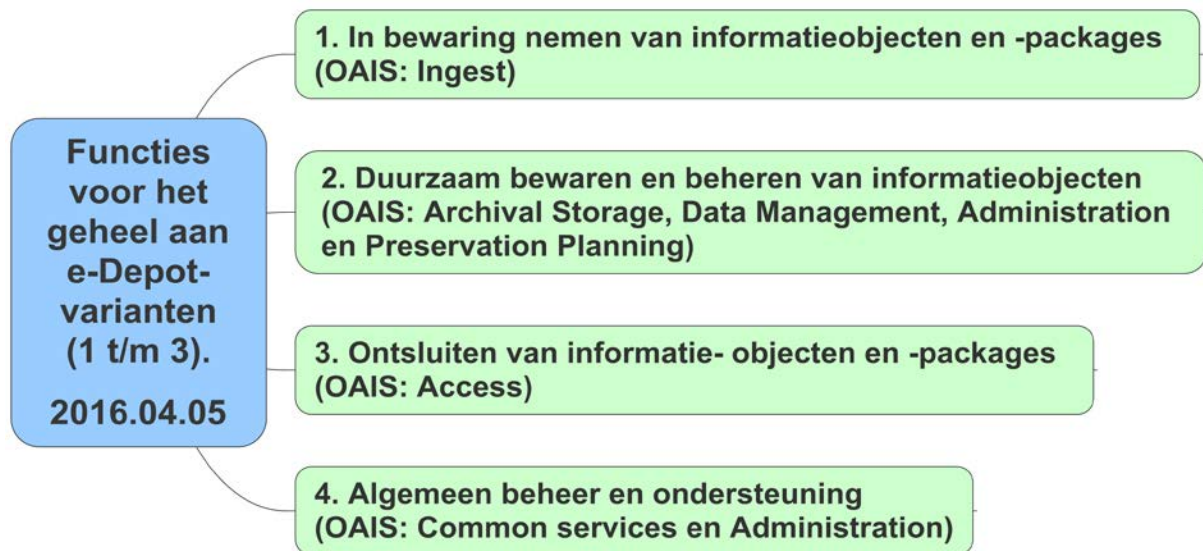 Functies
voor het
geheel aan
e-Depot-
varianten
(1 t/m 3).
2016.04.05
1. In bewaring nemen van informatieobjecten en -packages
(OAIS: Ingest)
2. Duurzaam bewaren en beheren van informatieobjecten
(OAIS: Archival Storage, Data Management, Administration
en Preservation Planning)
3. Ontsluiten van informatie- objecten en -packages
(OAIS: Access)
4. Algemeen beheer en ondersteuning
(OAIS: Common services en Administration)